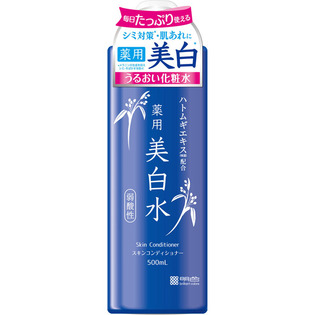 毎日たっぷり使える
シミ対策・肌あれに
薬用
美白
うるおい化粧水
ハトムギエキス
配合
薬用
美白水
弱酸性
Skin Conditioner
スキンコンディショナー
500mL